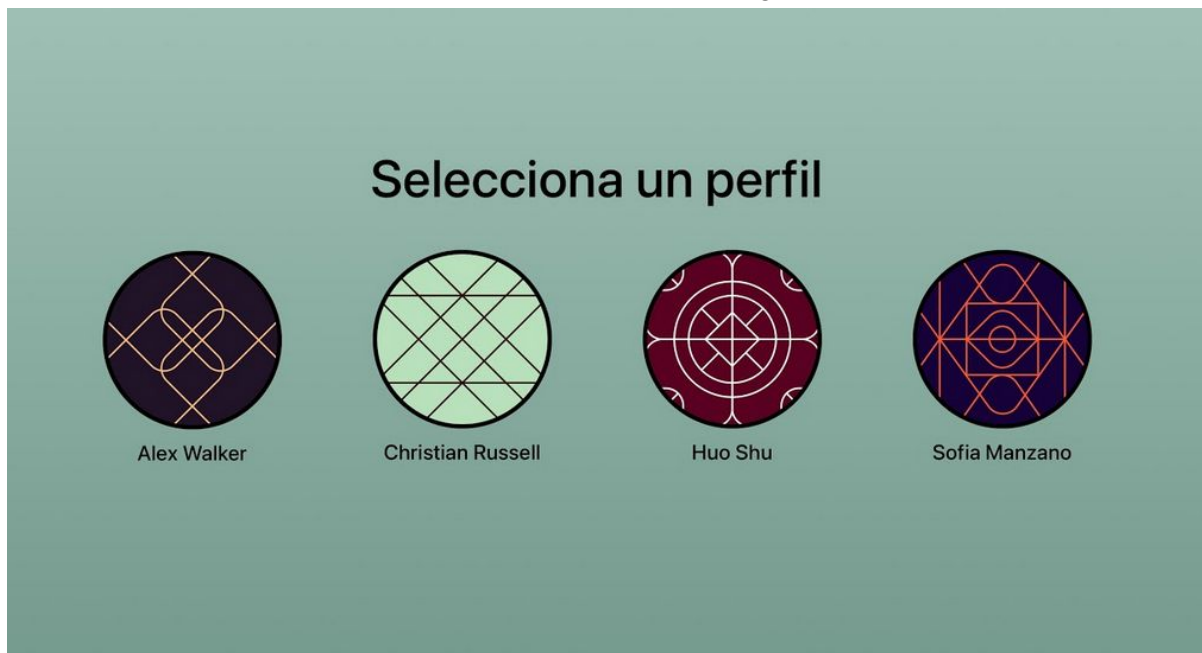 Selecciona un perfil
Alex Walker
Christian Russell
Huo Shu
Sofia Manzano